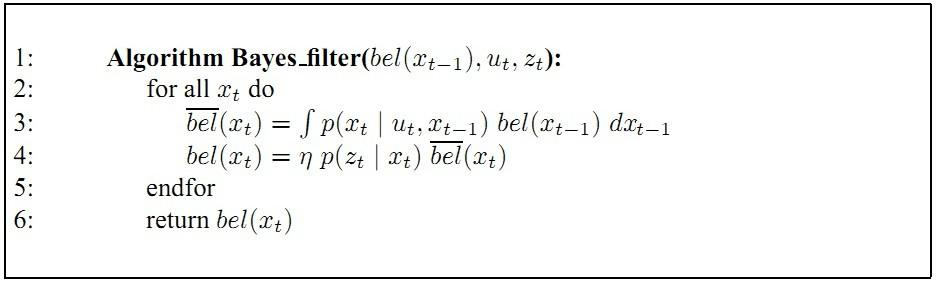 1: Algorithm Bayes_filter(bel(x_{t−1}), u_t, z_t):
2: for all x_t do
3: \overline{bel}(x_t) = ∫ p(x_t | u_t, x_{t−1}) bel(x_{t−1}) dx_{t−1}
4: bel(x_t) = η p(z_t | x_t) \overline{bel}(x_t)
5: endfor
6: return bel(x_t)